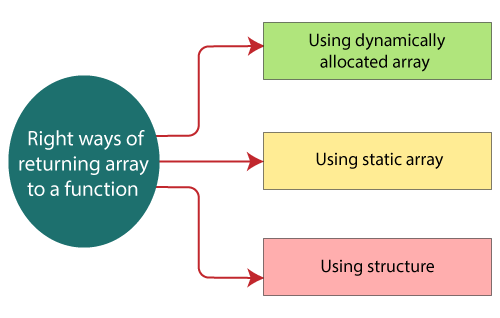 Right ways of
returning array
to a function
Using dynamically
allocated array
Using static array
Using structure